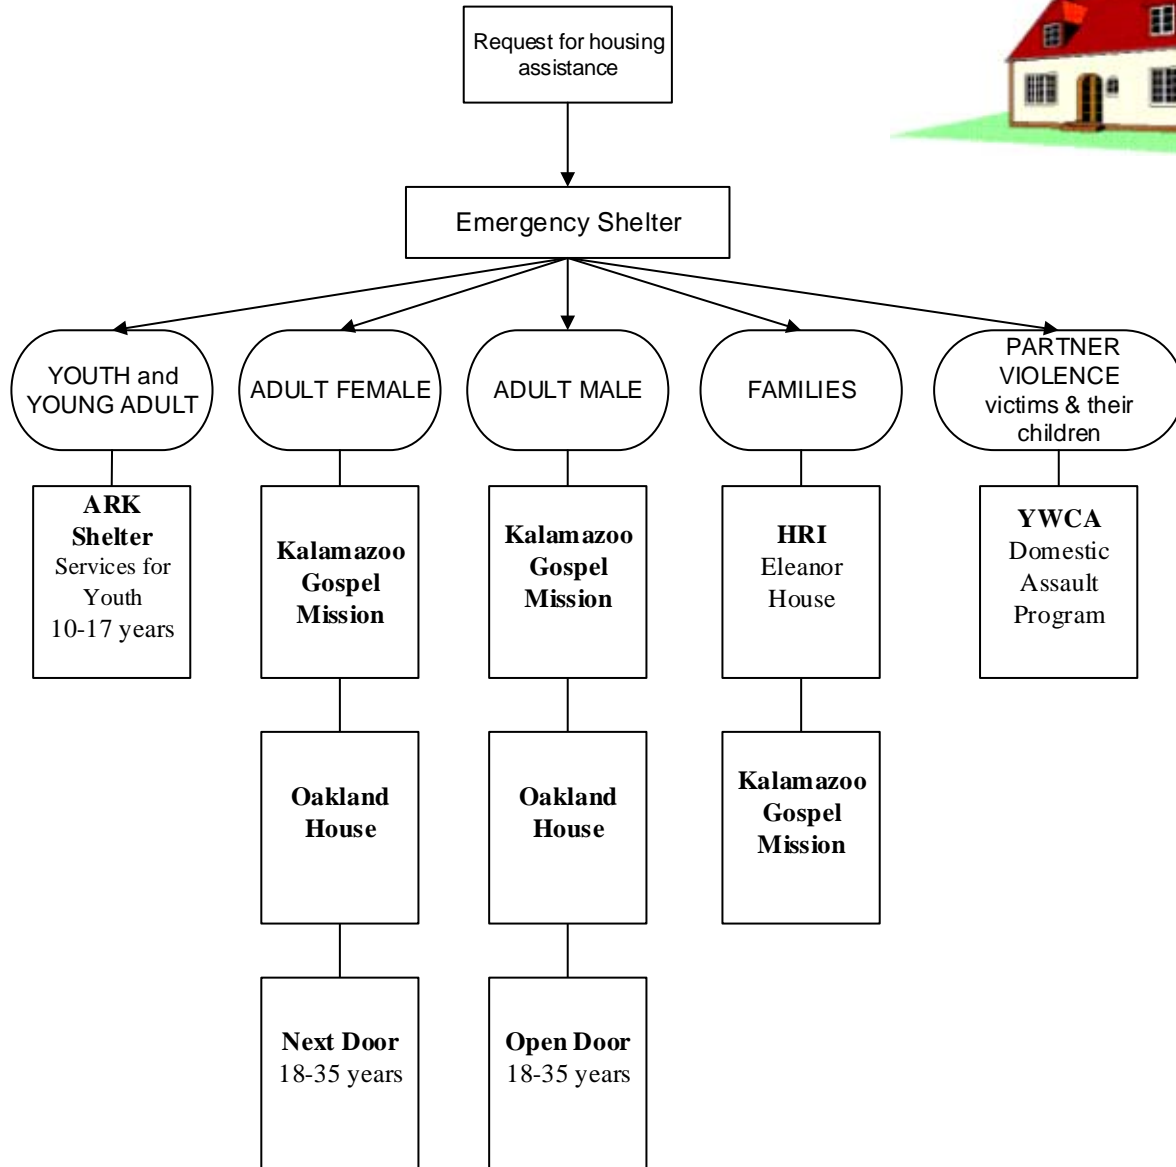 Request for housing
assistance
Emergency Shelter
YOUTH and
YOUNG ADULT
ADULT FEMALE
ADULT MALE
FAMILIES
PARTNER
VIOLENCE
victims & their
children
ARK
Shelter
Services for
Youth
10-17 years
Kalamazoo
Gospel
Mission
Kalamazoo
Gospel
Mission
HRI
Eleanor
House
YWCA
Domestic
Assault
Program
Oakland
House
Oakland
House
Kalamazoo
Gospel
Mission
Next Door
18-35 years
Open Door
18-35 years